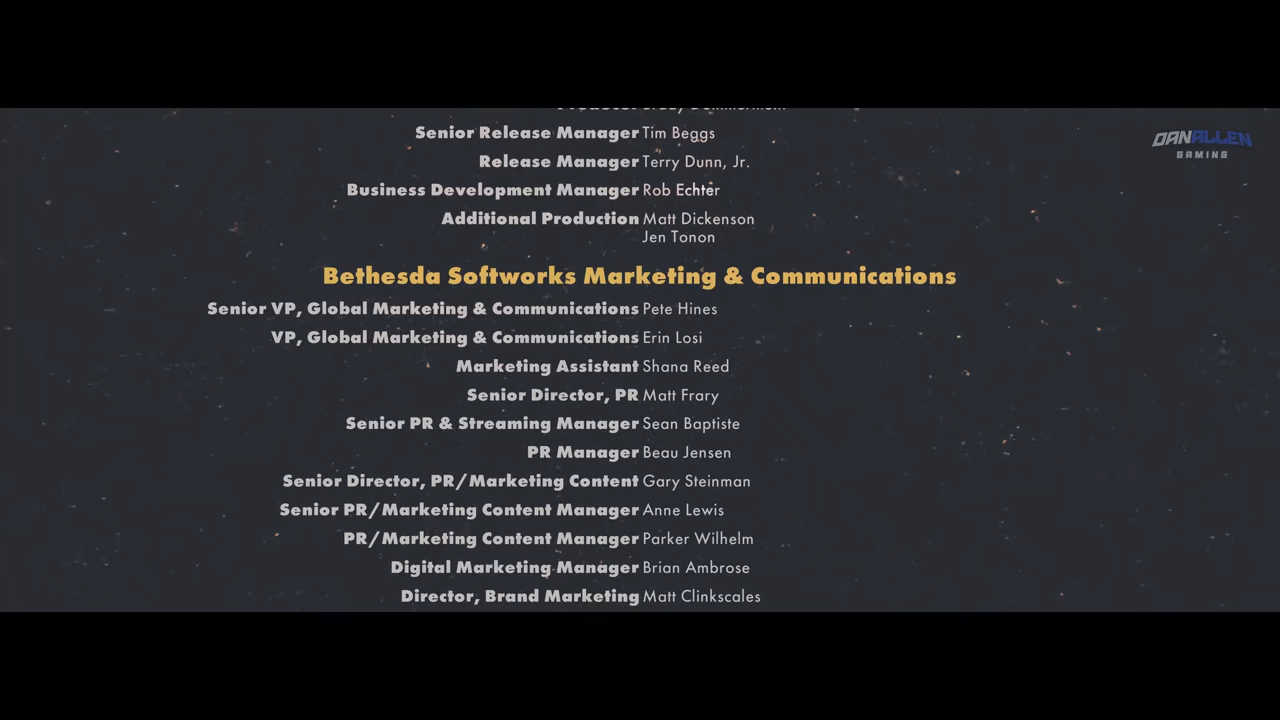 Senior Release Manager Tim Beggs
Release Manager Terry Dunn, Jr.
Business Development Manager Rob Echter
Additional Production Matt Dickenson
Jen Tonon
Bethesda Softworks Marketing & Communications
Senior VP, Global Marketing & Communications Pete Hines
VP, Global Marketing & Communications Erin Losi
Marketing Assistant Shana Reed
Senior Director, PR Matt Frary
Senior PR & Streaming Manager Sean Baptiste
PR Manager Beau Jensen
Senior Director, PR/Marketing Content Gary Steinman
Senior PR/Marketing Content Manager Anne Lewis
PR/Marketing Content Manager Parker Wilhelm
Digital Marketing Manager Brian Ambrose
Director, Brand Marketing Matt Clinkscales
DANALLEN
GAMING